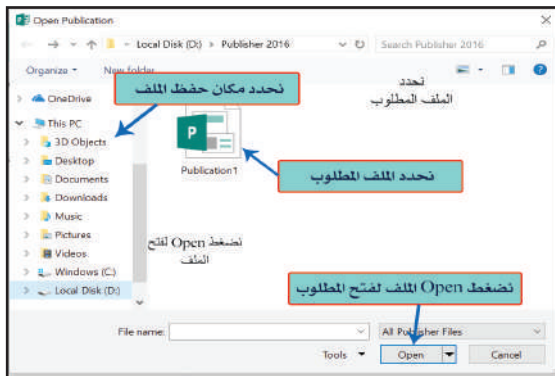 Open Publication
Local Disk (D:) > Publisher 2016
Search Publisher 2016
Organize
New folder
نحدد مكان حفظ الملف
نحدد
الملف المطلوب
OneDrive
This PC
3D Objects
Desktop
Documents
Downloads
Music
Pictures
Videos
Windows (C:)
Local Disk (D:)
Publication1
نحدد الملف المطلوب
نضغط Open لفتح
الملف
نضغط Open الملف لفتح المطلوب
File name:
All Publisher Files
Tools
Open
Cancel